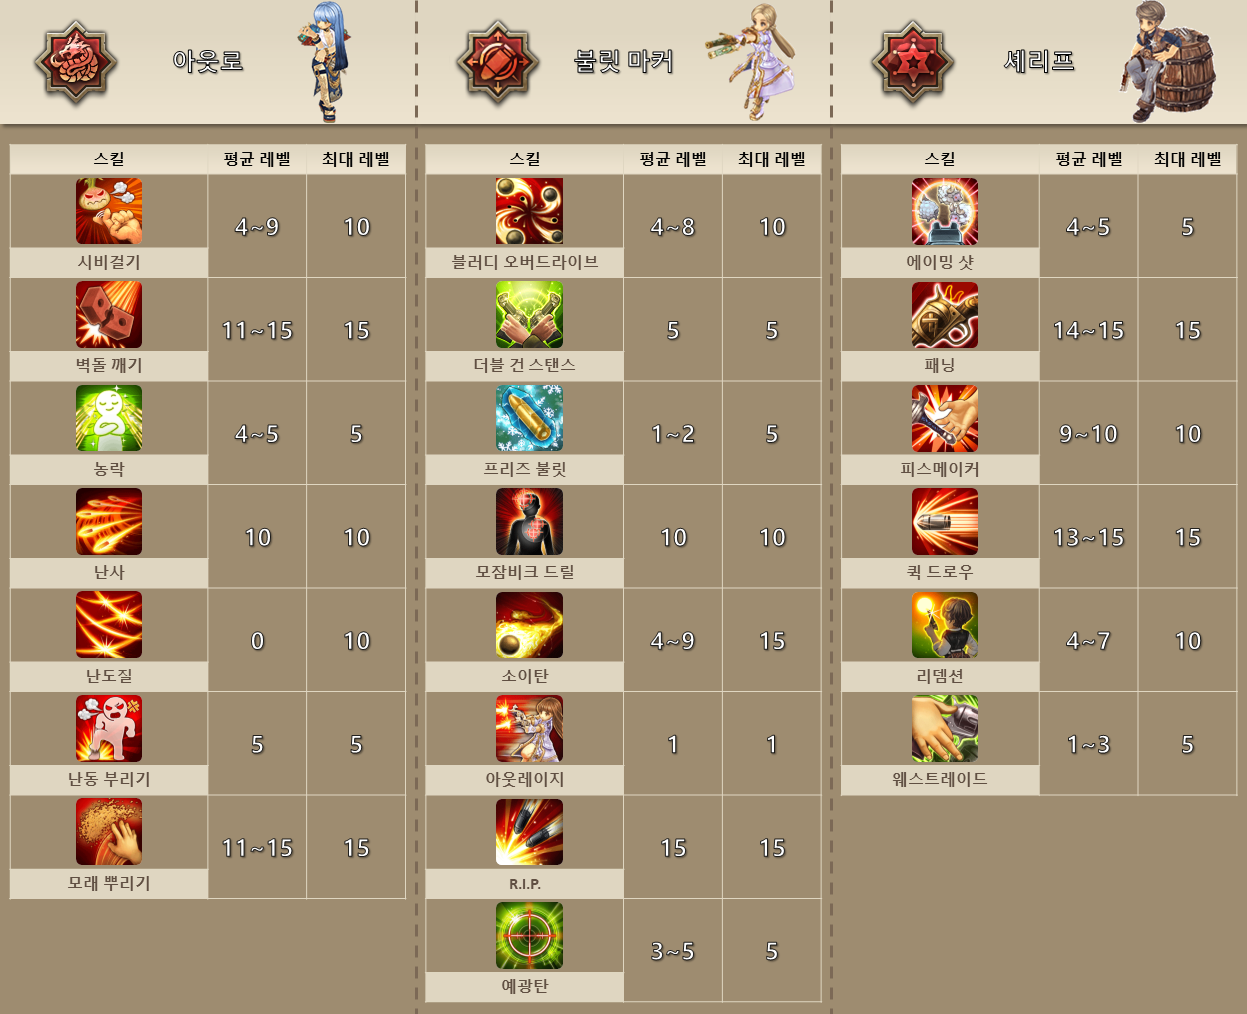 아웃로
불릿 마커
셰리프
스킬 평균 레벨 최대 레벨
시비걸기 4~9 10
벽돌 깨기 11~15 15
농락 4~5 5
난사 10 10
난도질 0 10
난동 부리기 5 5
모래 뿌리기 11~15 15
스킬 평균 레벨 최대 레벨
블러디 오버드라이브 4~8 10
더블 건 스탠스 5 5
프리즈 불릿 1~2 5
모잠비크 드릴 10 10
소이탄 4~9 15
아웃레이지 1 1
R.I.P. 15 15
예광탄 3~5 5
스킬 평균 레벨 최대 레벨
에이밍 샷 4~5 5
패닝 14~15 15
피스메이커 9~10 10
퀵 드로우 13~15 15
리뎀션 4~7 10
웨스트레이드 1~3 5